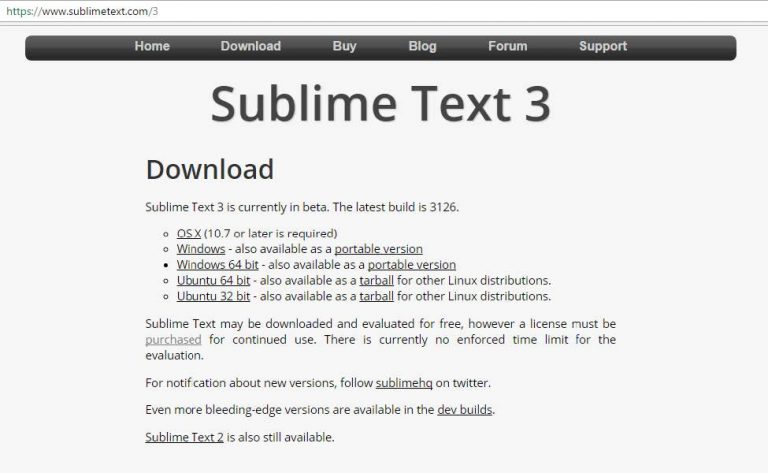 https://www.sublimetext.com/3
Home Download Buy Blog Forum Support
Sublime Text 3
Download
Sublime Text 3 is currently in beta. The latest build is 3126.
OS X (10.7 or later is required)
Windows - also available as a portable version
Windows 64 bit - also available as a portable version
Ubuntu 64 bit - also available as a tarball for other Linux distributions.
Ubuntu 32 bit - also available as a tarball for other Linux distributions.
Sublime Text may be downloaded and evaluated for free, however a license must be
purchased for continued use. There is currently no enforced time limit for the
evaluation.
For notification about new versions, follow sublimehq on twitter.
Even more bleeding-edge versions are available in the dev builds.
Sublime Text 2 is also still available.